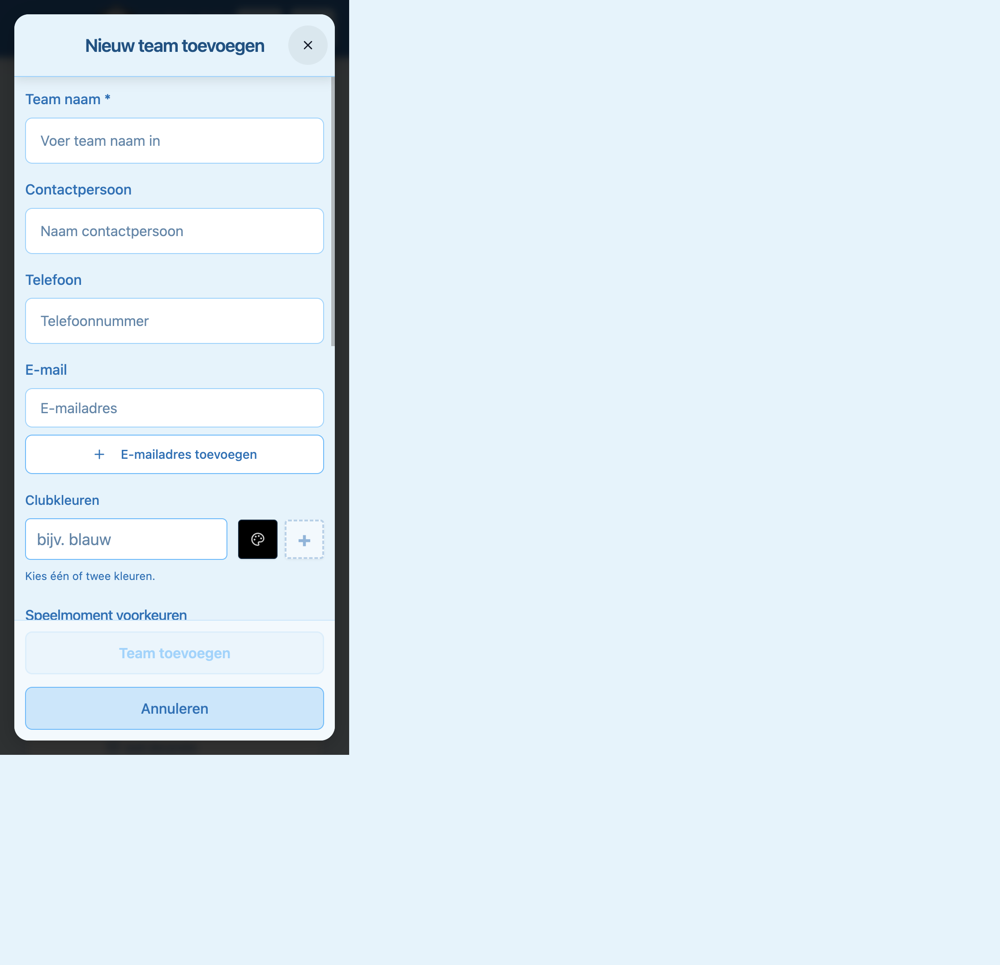 Nieuw team toevoegen
Team naam *
Voer team naam in
Contactpersoon
Naam contactpersoon
Telefoon
Telefoonnummer
E-mail
E-mailadres
+ E-mailadres toevoegen
Clubkleuren
bijv. blauw
+
Kies één of twee kleuren.
Speelmoment voorkeuren
Team toevoegen
Annuleren